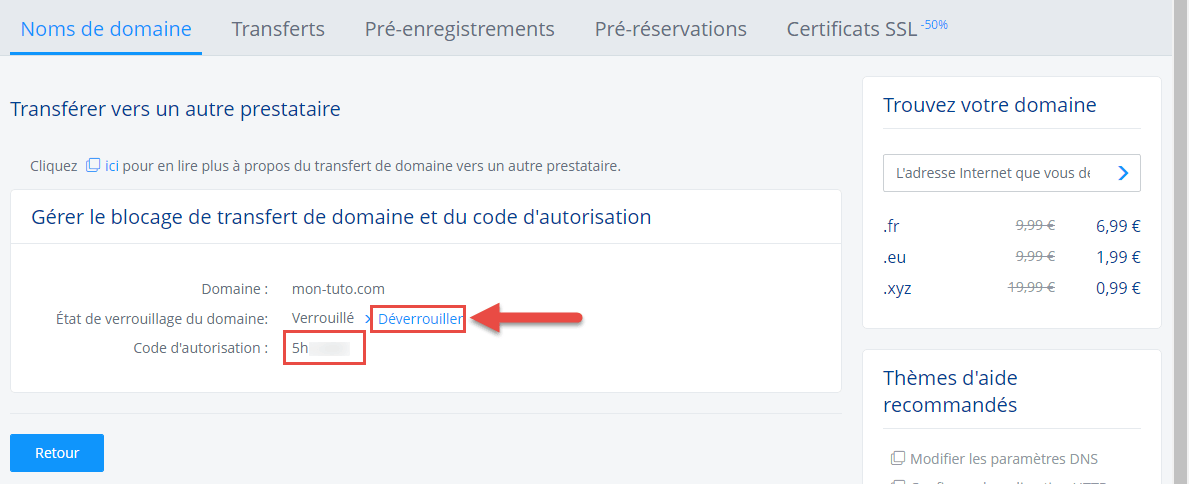 Noms de domaine Transferts Pré-enregistrements Pré-réservations Certificats SSL -50%
Transférer vers un autre prestataire
Cliquez ici pour en lire plus à propos du transfert de domaine vers un autre prestataire.
Gérer le blocage de transfert de domaine et du code d'autorisation
Domaine : mon-tuto.com
État de verrouillage du domaine: Verrouillé Déverrouiller
Code d'autorisation : 5h
Retour
Trouvez votre domaine
L'adresse Internet que vous de
.fr 9,99 € 6,99 €
.eu 9,99 € 1,99 €
.xyz 19,99 € 0,99 €
Thèmes d'aide
recommandés
Modifier les paramètres DNS